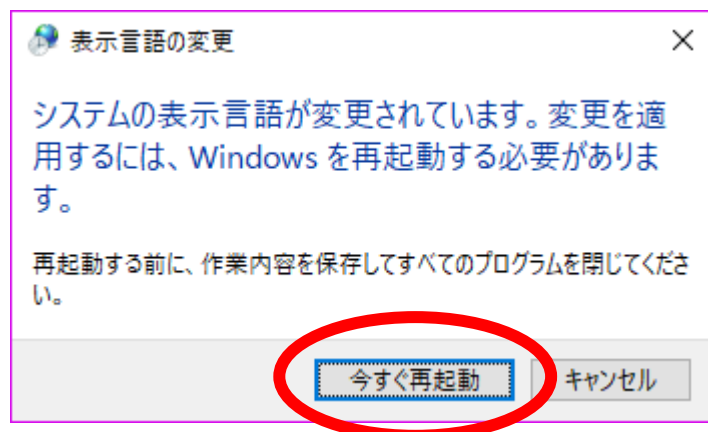 表示言語の変更
システムの表示言語が変更されています。変更を適
用するには、Windows を再起動する必要がありま
す。
再起動する前に、作業内容を保存してすべてのプログラムを閉じてくださ
い。
今すぐ再起動 キャンセル